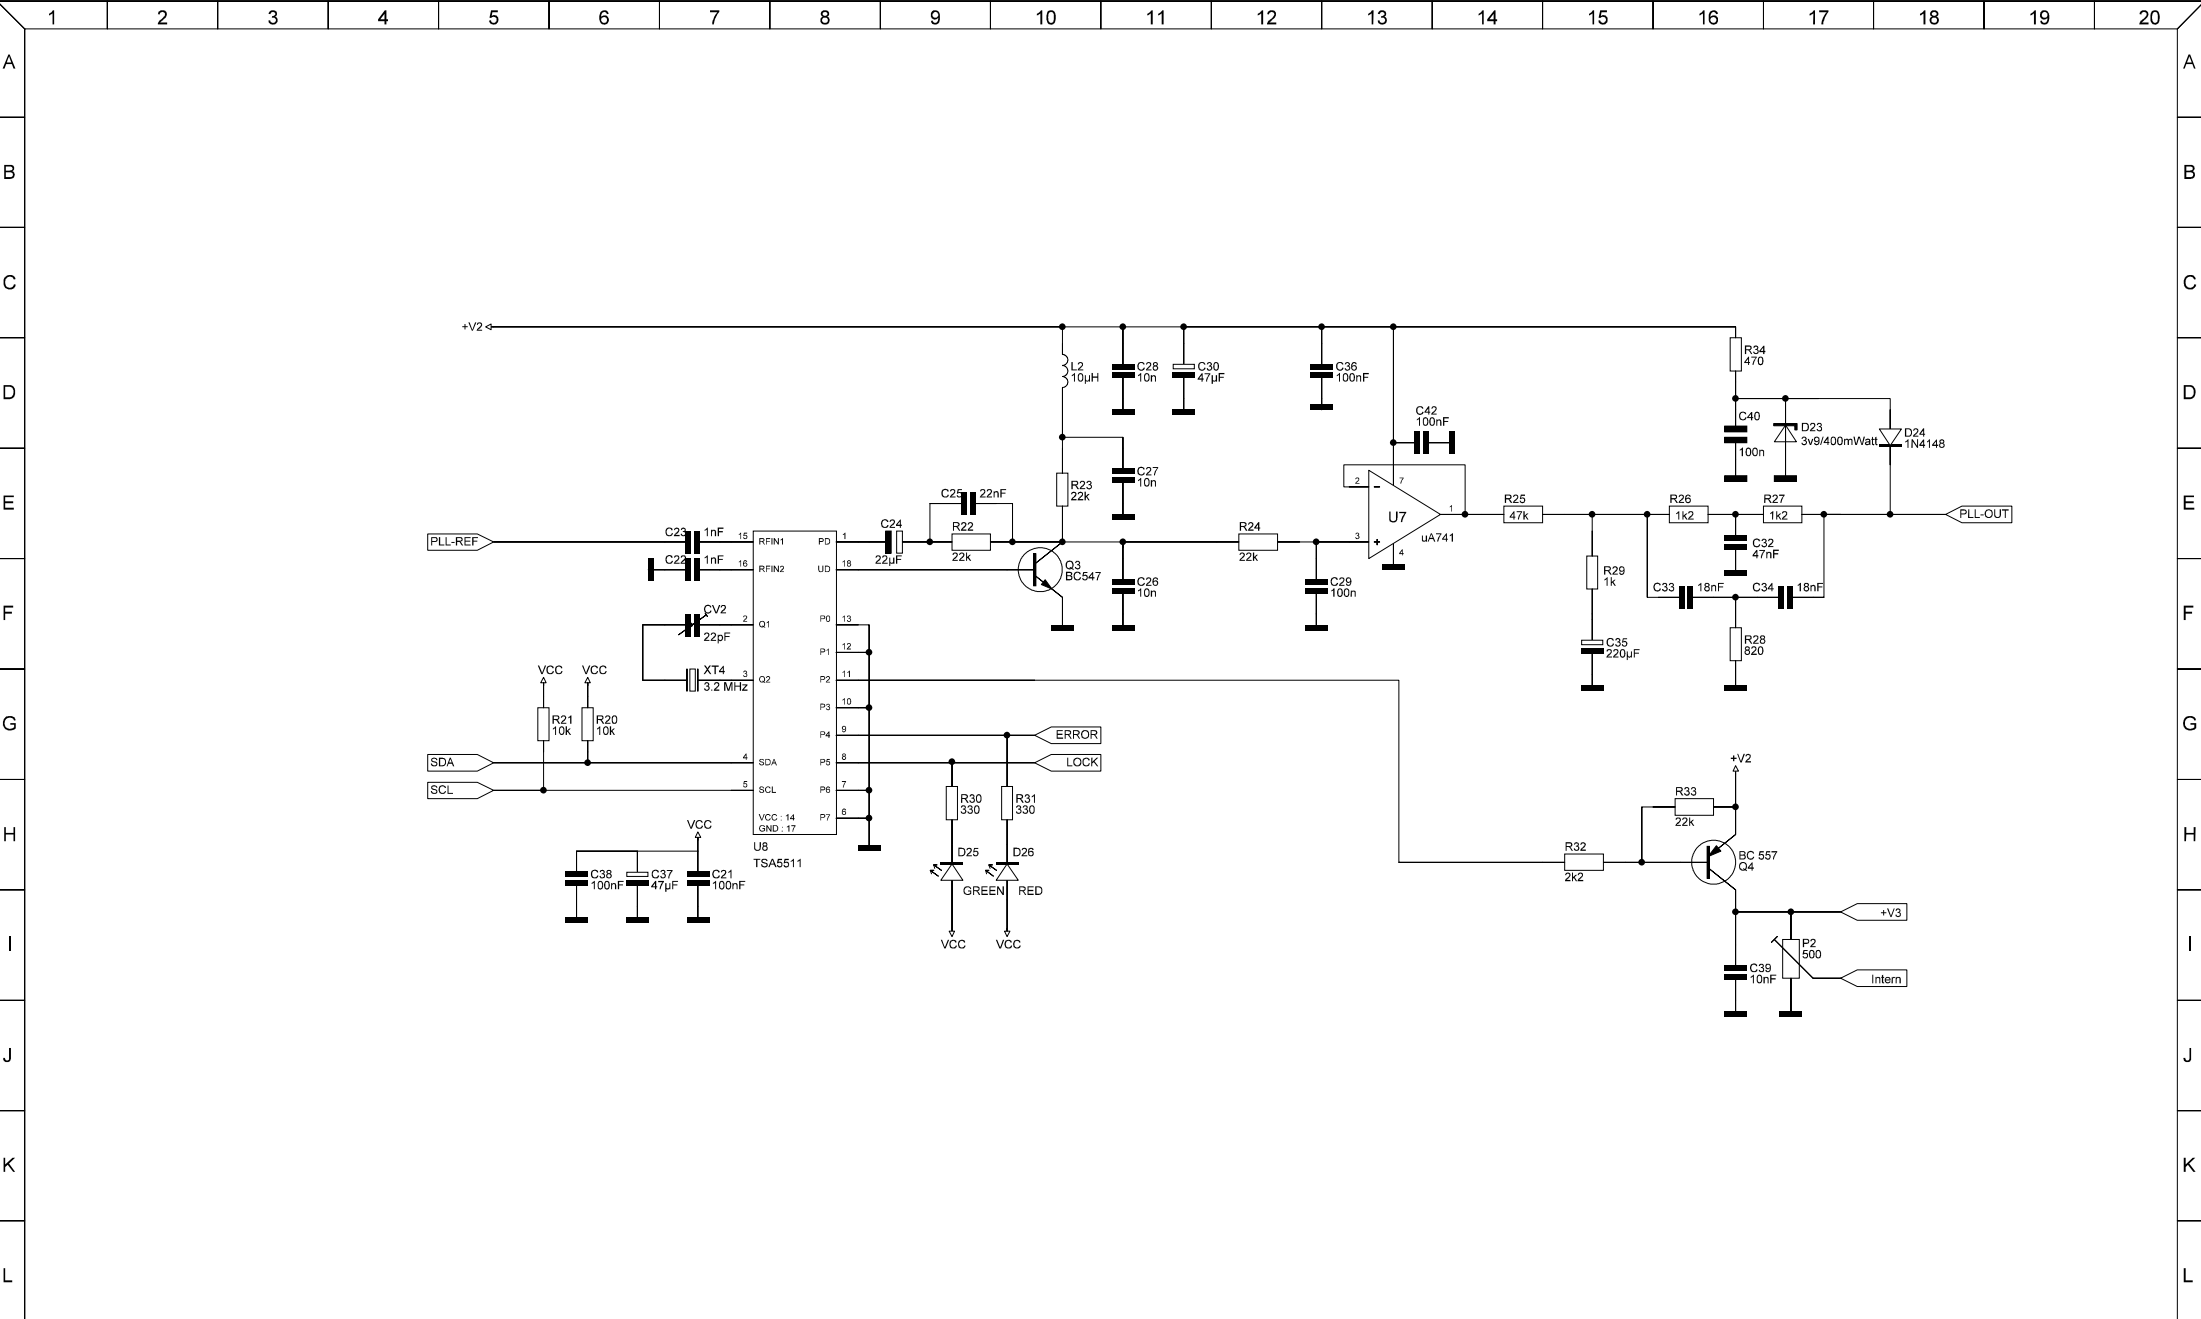 1 2 3 4 5 6 7 8 9 10 11 12 13 14 15 16 17 18 19 20
A A
B B
C C
+V2
R34
470
L2
10µH
C28
10n
C30
47µF
C36
100nF
D D
C42
100nF
C40
100n
D23
3v9/400mWatt
D24
1N4148
C27
10n
R23
22k
E E
C25 22nF
2 − 7
U7
1
uA741
3 + 4
R25
47k
R26
1k2
R27
1k2
PLL-OUT
PLL-REF
C23 1nF
15 RFIN1 PD 1
C24
22µF
R22
22k
R24
22k
C22 1nF
16 RFIN2 UD 18
Q3
BC547
C26
10n
C29
100n
C32
47nF
R29
1k
C33 18nF
C34 18nF
F F
CV2
22pF
2 Q1 P0 13
P1 12
C35
220µF
R28
820
VCC VCC
XT4
3.2 MHz
3 Q2 P2 11
P3 10
R21
10k
R20
10k
G G
P4 9
ERROR
SDA
4 SDA P5 8
LOCK
+V2
SCL
5 SCL P6 7
R30
330
R31
330
R33
22k
VCC : 14
GND : 17
P7 6
H H
VCC
U8
TSA5511
D25
GREEN
D26
RED
R32
2k2
BC 557
Q4
C38
100nF
C37
47µF
C21
100nF
+V3
I I
VCC VCC
P2
500
C39
10nF
Intern
J J
K K
L L